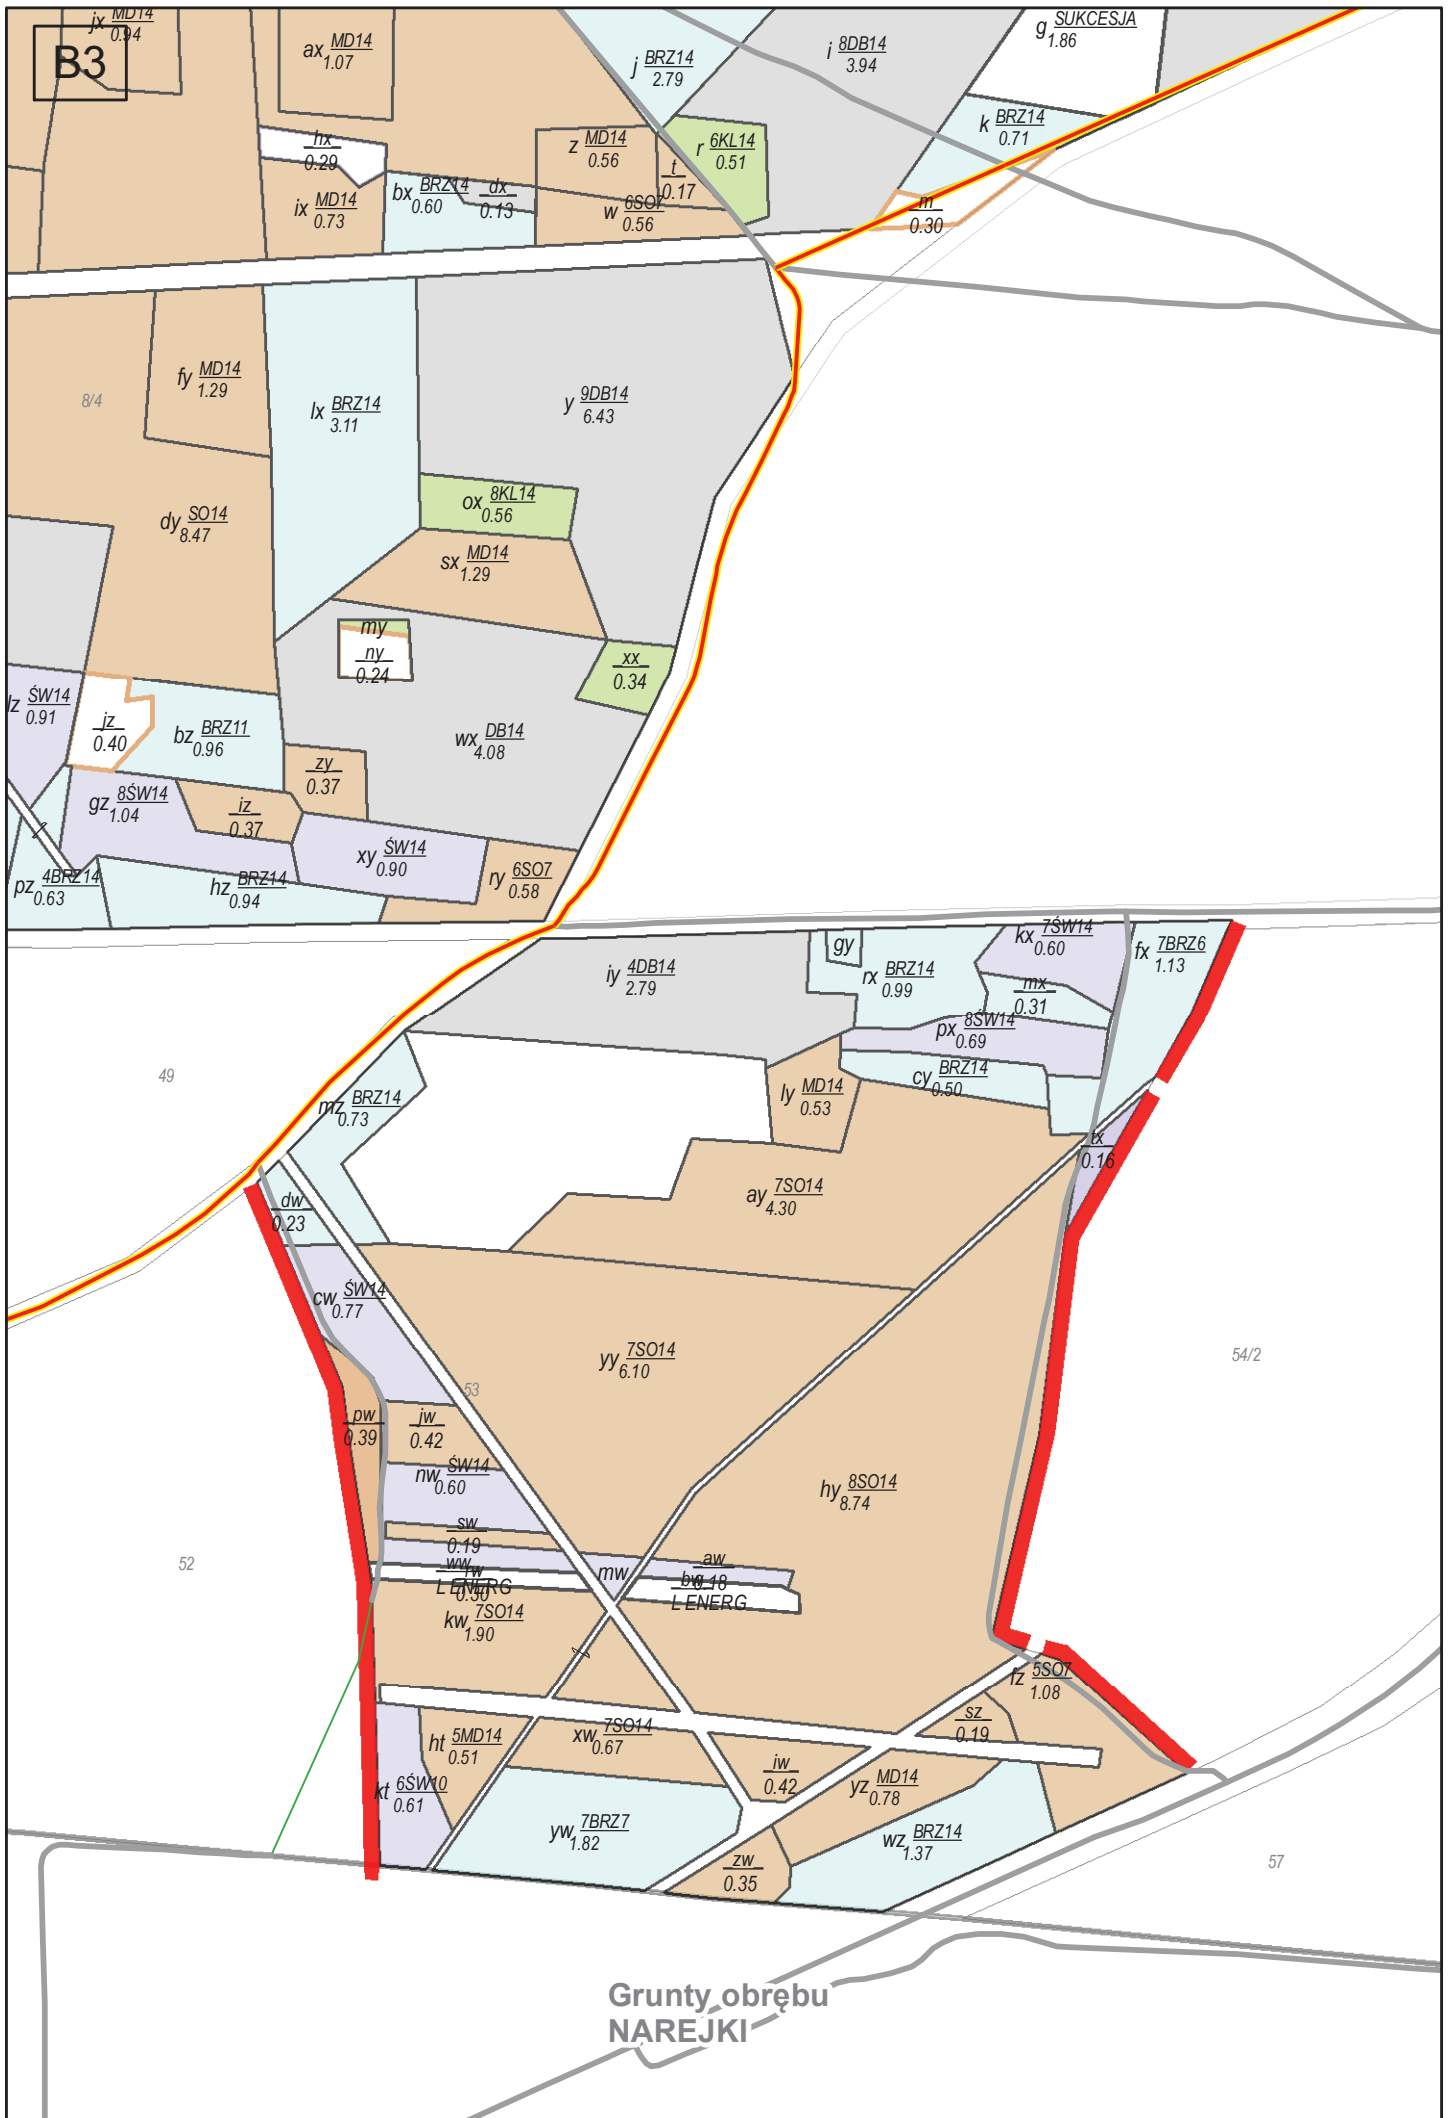 jx MD14
0.94
B3
ax MD14
1.07
j BRZ14
2.79
i 8DB14
3.94
g SUKCESJA
1.86
k BRZ14
0.71
hx
0.29
z MD14
0.56
r 6KL14
0.51
t
0.17
ix MD14
0.73
bx BRZ14
0.60
dx
0.13
w 6SO7
0.56
m
0.30
fy MD14
1.29
8/4
lx BRZ14
3.11
y 9DB14
6.43
ox 8KL14
0.56
dy SO14
8.47
sx MD14
1.29
my
ny
0.24
xx
0.34
lz ŚW14
0.91
jz
0.40
bz BRZ11
0.96
wx DB14
4.08
zy
0.37
gz 8ŚW14
1.04
iz
0.37
xy ŚW14
0.90
ry 6SO7
0.58
pz 4BRZ14
0.63
hz BRZ14
0.94
iy 4DB14
2.79
gy
rx BRZ14
0.99
kx 7ŚW14
0.60
fx 7BRZ6
1.13
mx
0.31
px 8ŚW14
0.69
cy BRZ14
0.50
49
mz BRZ14
0.73
ly MD14
0.53
tx
0.16
dw
0.23
ay 7SO14
4.30
cw ŚW14
0.77
yy 7SO14
6.10
54/2
53
pw
0.39
jw
0.42
nw ŚW14
0.60
hy 8SO14
8.74
sw
0.19
52
ww
rw
L ENERG
0.30
mw
aw
0.18
bw
L ENERG
kw 7SO14
1.90
fz 5SO7
1.08
sz
0.19
ht 5MD14
0.51
xw 7SO14
0.67
iw
0.42
kt 6ŚW10
0.61
yz MD14
0.78
yw 7BRZ7
1.82
wz BRZ14
1.37
zw
0.35
57
Grunty obrębu
NAREJKI